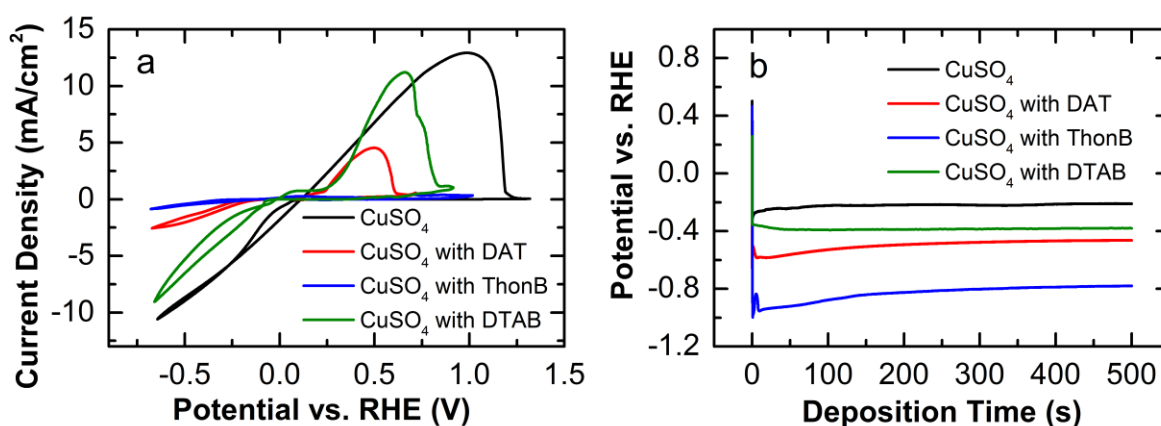 a
Current Density (mA/cm²)
15
10
5
0
-5
-10
-0.5
0.0
0.5
1.0
1.5
Potential vs. RHE (V)
CuSO₄
CuSO₄ with DAT
CuSO₄ with ThonB
CuSO₄ with DTAB
b
Potential vs. RHE
0.8
0.4
0.0
-0.4
-0.8
-1.2
0
100
200
300
400
500
Deposition Time (s)
CuSO₄
CuSO₄ with DAT
CuSO₄ with ThonB
CuSO₄ with DTAB